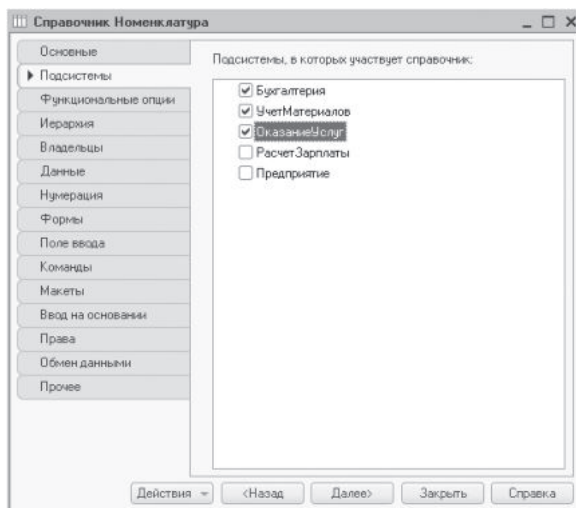 Справочник Номенклатура
Основные
Подсистемы
Функциональные опции
Иерархия
Владельцы
Данные
Нумерация
Формы
Поле ввода
Команды
Макеты
Ввод на основании
Права
Обмен данными
Прочее
Подсистемы, в которых участвует справочник:
Бухгалтерия
УчетМатериалов
ОказаниеУслуг
РасчетЗарплаты
Предприятие
Действия
<Назад
Далее>
Закрыть
Справка